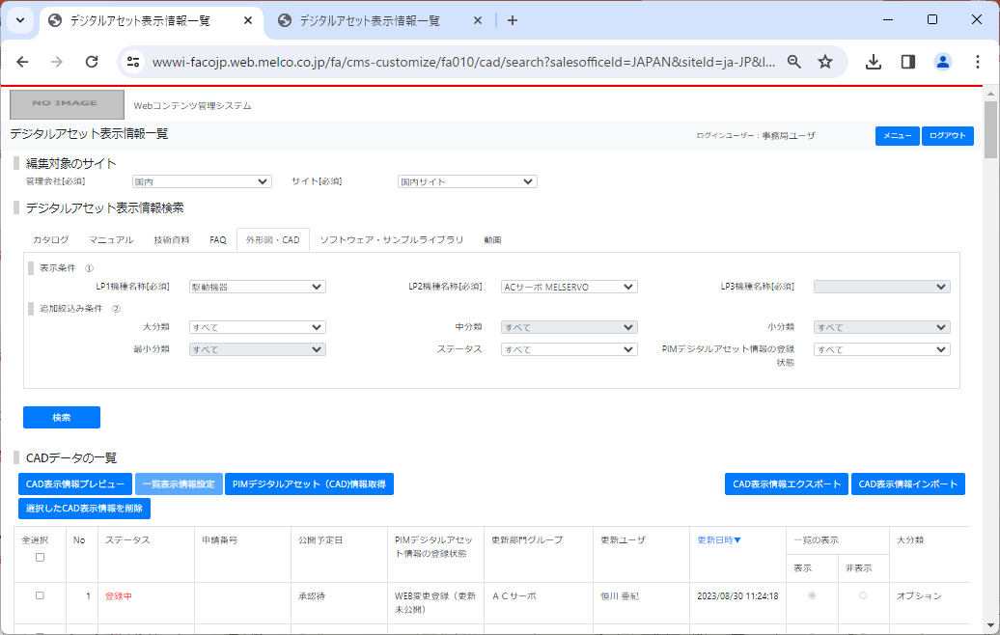 デジタルアセット表示情報一覧
デジタルアセット表示情報一覧
wwwi-facojp.web.melco.co.jp/fa/cms-customize/fa010/cad/search?salesofficeId=JAPAN&siteId=ja-JP&l...
NO IMAGE
Webコンテンツ管理システム
デジタルアセット表示情報一覧
ログインユーザー：事務局ユーザ
メニュー
ログアウト
編集対象のサイト
管理会社[必須] 国内 サイト[必須] 国内サイト
デジタルアセット表示情報検索
カタログ マニュアル 技術資料 FAQ 外形図・CAD ソフトウェア・サンプルライブラリ 動画
表示条件 ①
LP1機種名称[必須] 駆動機器 LP2機種名称[必須] ACサーボ MELSERVO LP3機種名称[必須]
追加絞込み条件 ②
大分類 すべて 中分類 すべて 小分類 すべて
最小分類 すべて ステータス すべて PIMデジタルアセット情報の登録 すべて
状態
検索
CADデータの一覧
CAD表示情報プレビュー 一覧表示情報設定 PIMデジタルアセット（CAD)情報取得 CAD表示情報エクスポート CAD表示情報インポート
選択したCAD表示情報を削除
全選択 No ステータス 申請番号 公開予定日 PIMデジタルアセッ 更新部門グループ 更新ユーザ 更新日時▼ 一覧の表示 大分類
ト情報の登録状態
表示 非表示
1 登録中 承認待 WEB変更登録（更新 ＡＣサーボ 恒川 亜紀 2023/08/30 11:24:18 オプション
未公開）